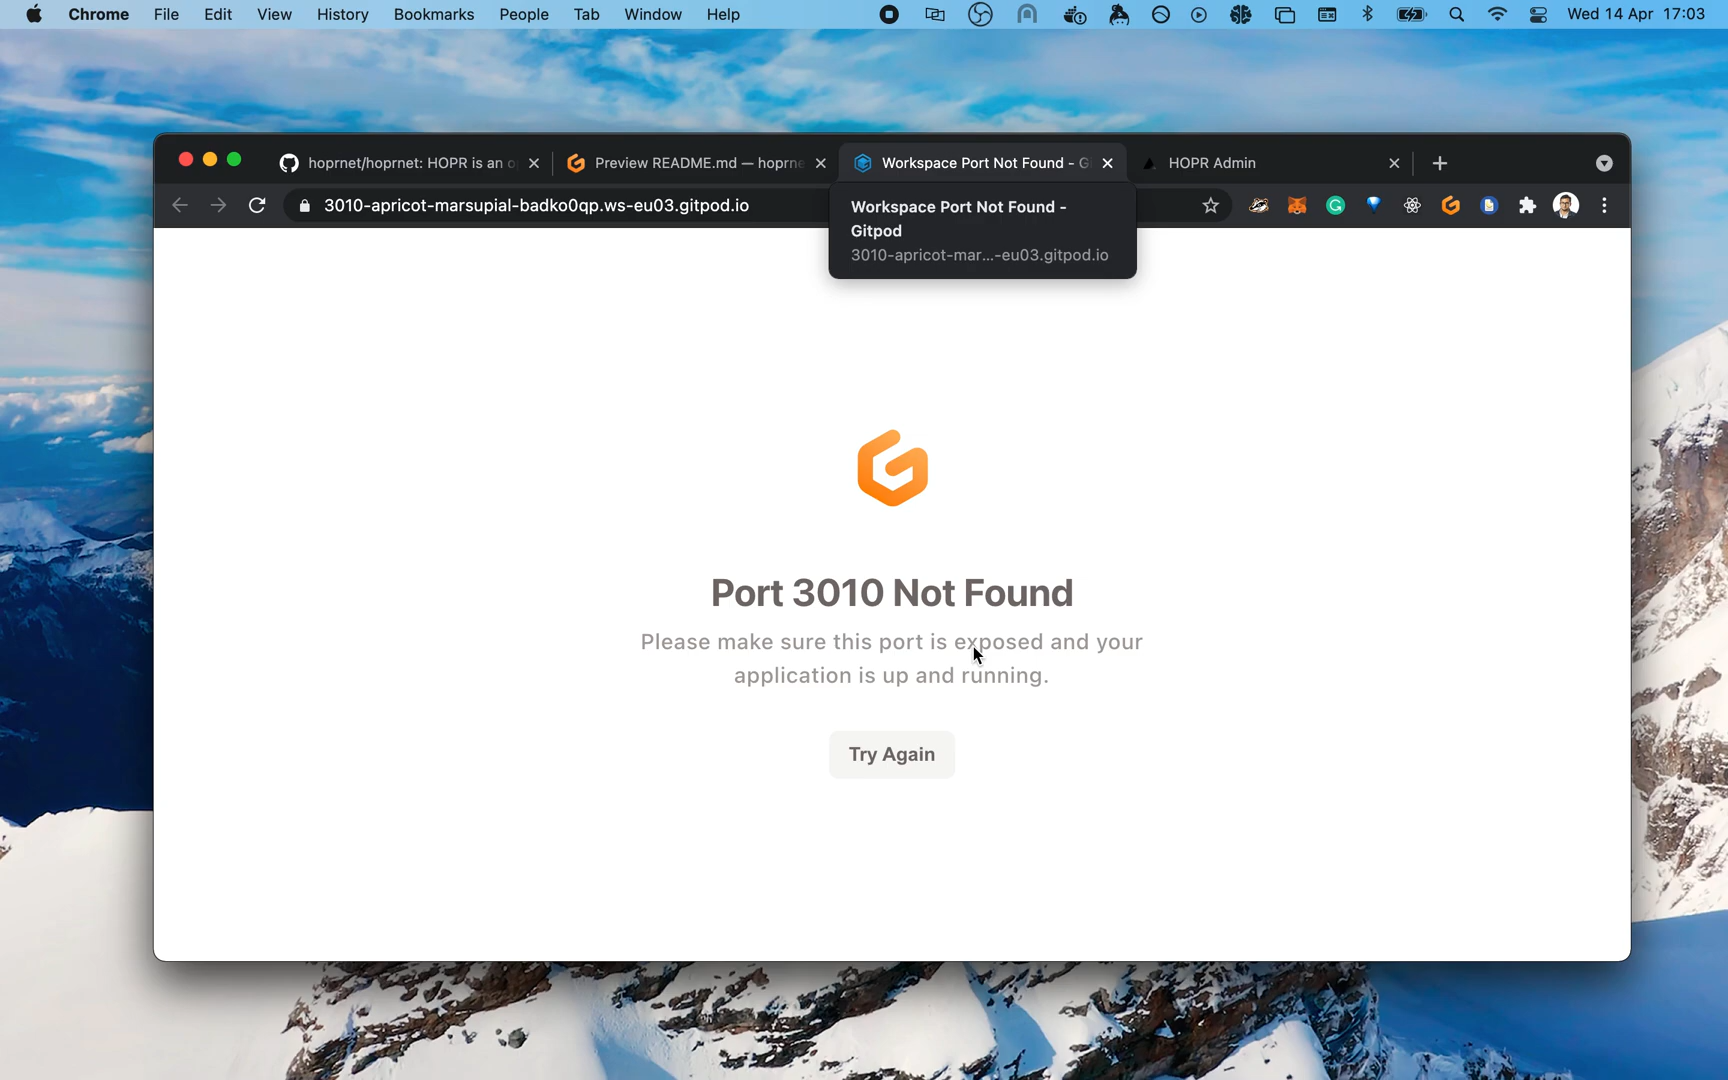 Chrome File Edit View History Bookmarks People Tab Window Help Wed 14 Apr 17:03
hoprnet/hoprnet: HOPR is an o Preview README.md — hoprne Workspace Port Not Found - G HOPR Admin
3010-apricot-marsupial-badko0qp.ws-eu03.gitpod.io
Workspace Port Not Found -
Gitpod
3010-apricot-mar...-eu03.gitpod.io
Port 3010 Not Found
Please make sure this port is exposed and your
application is up and running.
Try Again